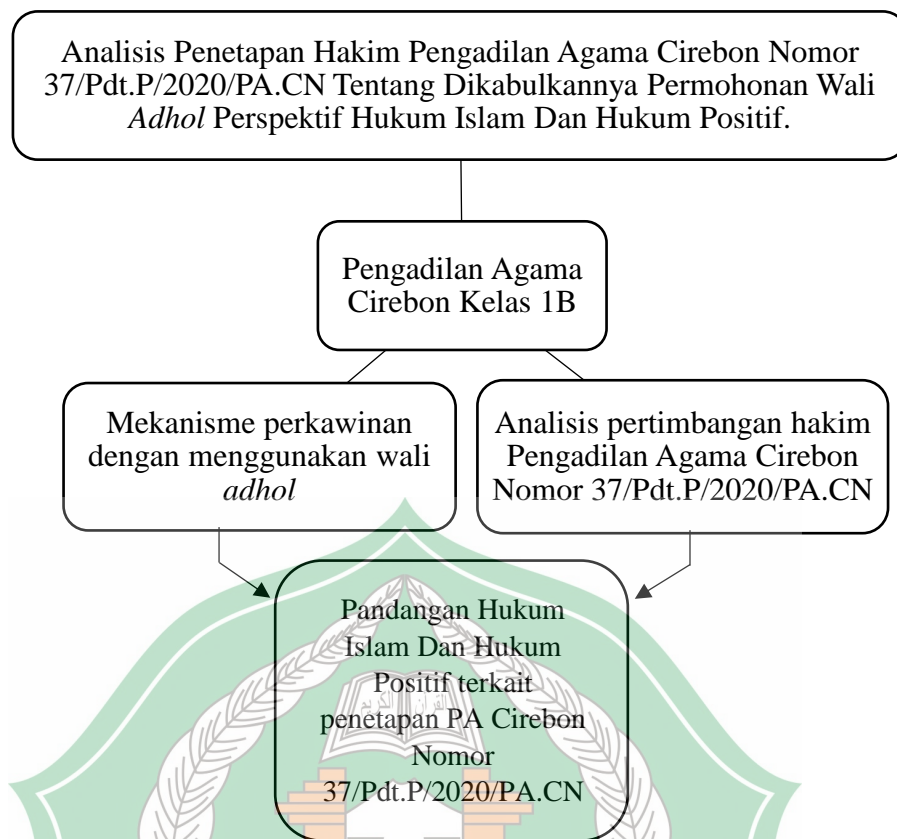 Analisis Penetapan Hakim Pengadilan Agama Cirebon Nomor
37/Pdt.P/2020/PA.CN Tentang Dikabulkannya Permohonan Wali
Adhol Perspektif Hukum Islam Dan Hukum Positif.
Pengadilan Agama
Cirebon Kelas 1B
Mekanisme perkawinan
dengan menggunakan wali
adhol
Analisis pertimbangan hakim
Pengadilan Agama Cirebon
Nomor 37/Pdt.P/2020/PA.CN
Pandangan Hukum
Islam Dan Hukum
Positif terkait
penetapan PA Cirebon
Nomor
37/Pdt.P/2020/PA.CN